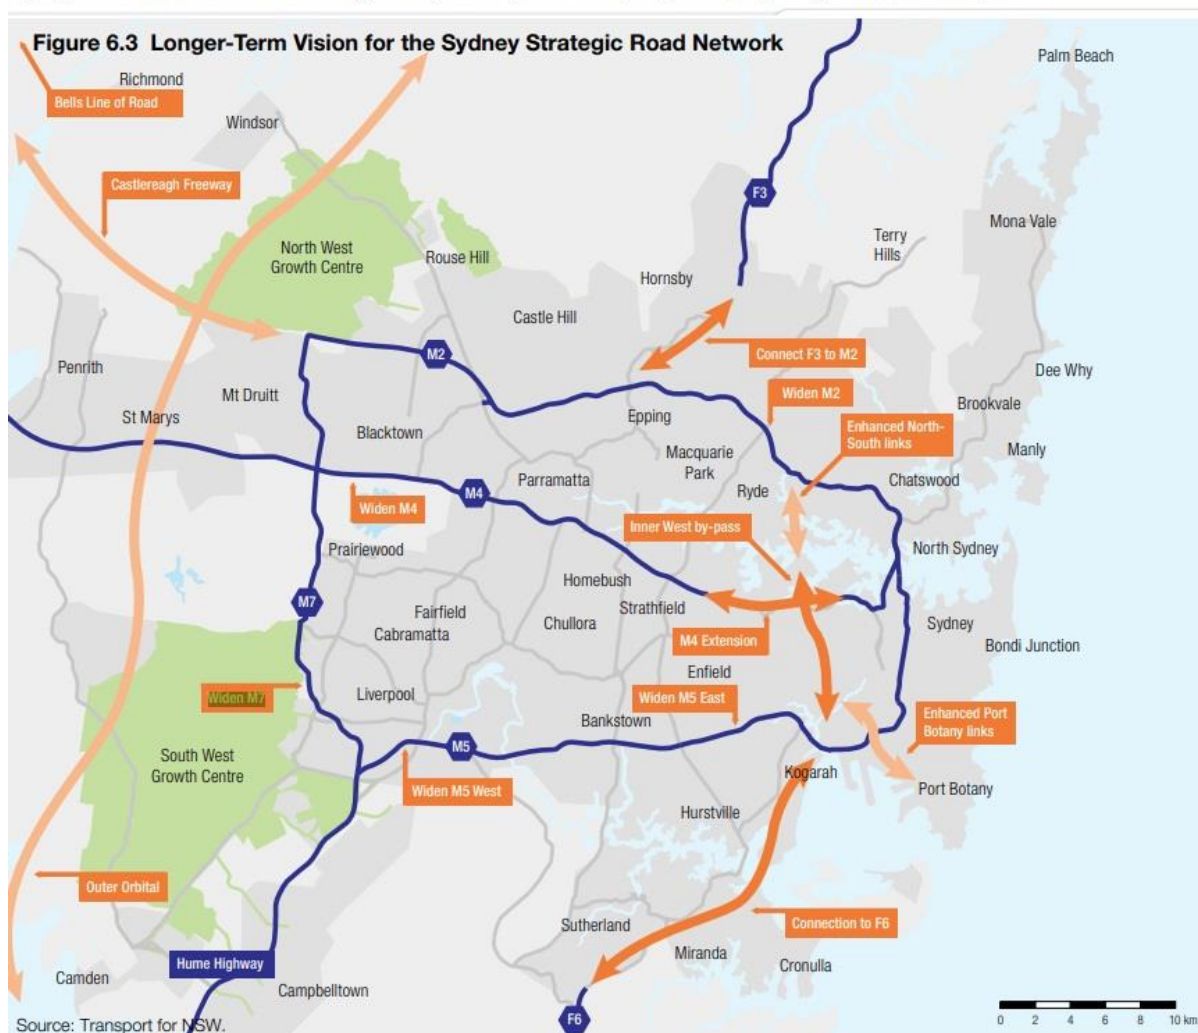 Figure 6.3 Longer-Term Vision for the Sydney Strategic Road Network
Palm Beach
Richmond
Bells Line of Road
Windsor
Castlereagh Freeway
F3
Mona Vale
Terry
Hills
North West
Growth Centre
Rouse Hill
Hornsby
Castle Hill
M2
Connect F3 to M2
Penrith
Dee Why
Mt Druitt
Widen M2
Brookvale
St Marys
Epping
Enhanced North-
South links
Blacktown
Manly
Macquarie
Park
Parramatta
Chatswood
M4
Ryde
Widen M4
Inner West by-pass
Prairiewood
North Sydney
Homebush
M7
Strathfield
Fairfield
Cabramatta
Chullora
Sydney
M4 Extension
Bondi Junction
Enfield
Widen M7
Liverpool
Widen M5 East
Bankstown
Enhanced Port
Botany links
M5
South West
Growth Centre
Kogarah
Widen M5 West
Port Botany
Hurstville
Outer Orbital
Sutherland
Connection to F6
Miranda
Hume Highway
Cronulla
Camden
Campbelltown
F6
Source: Transport for NSW.
0 2 4 6 8 10 km